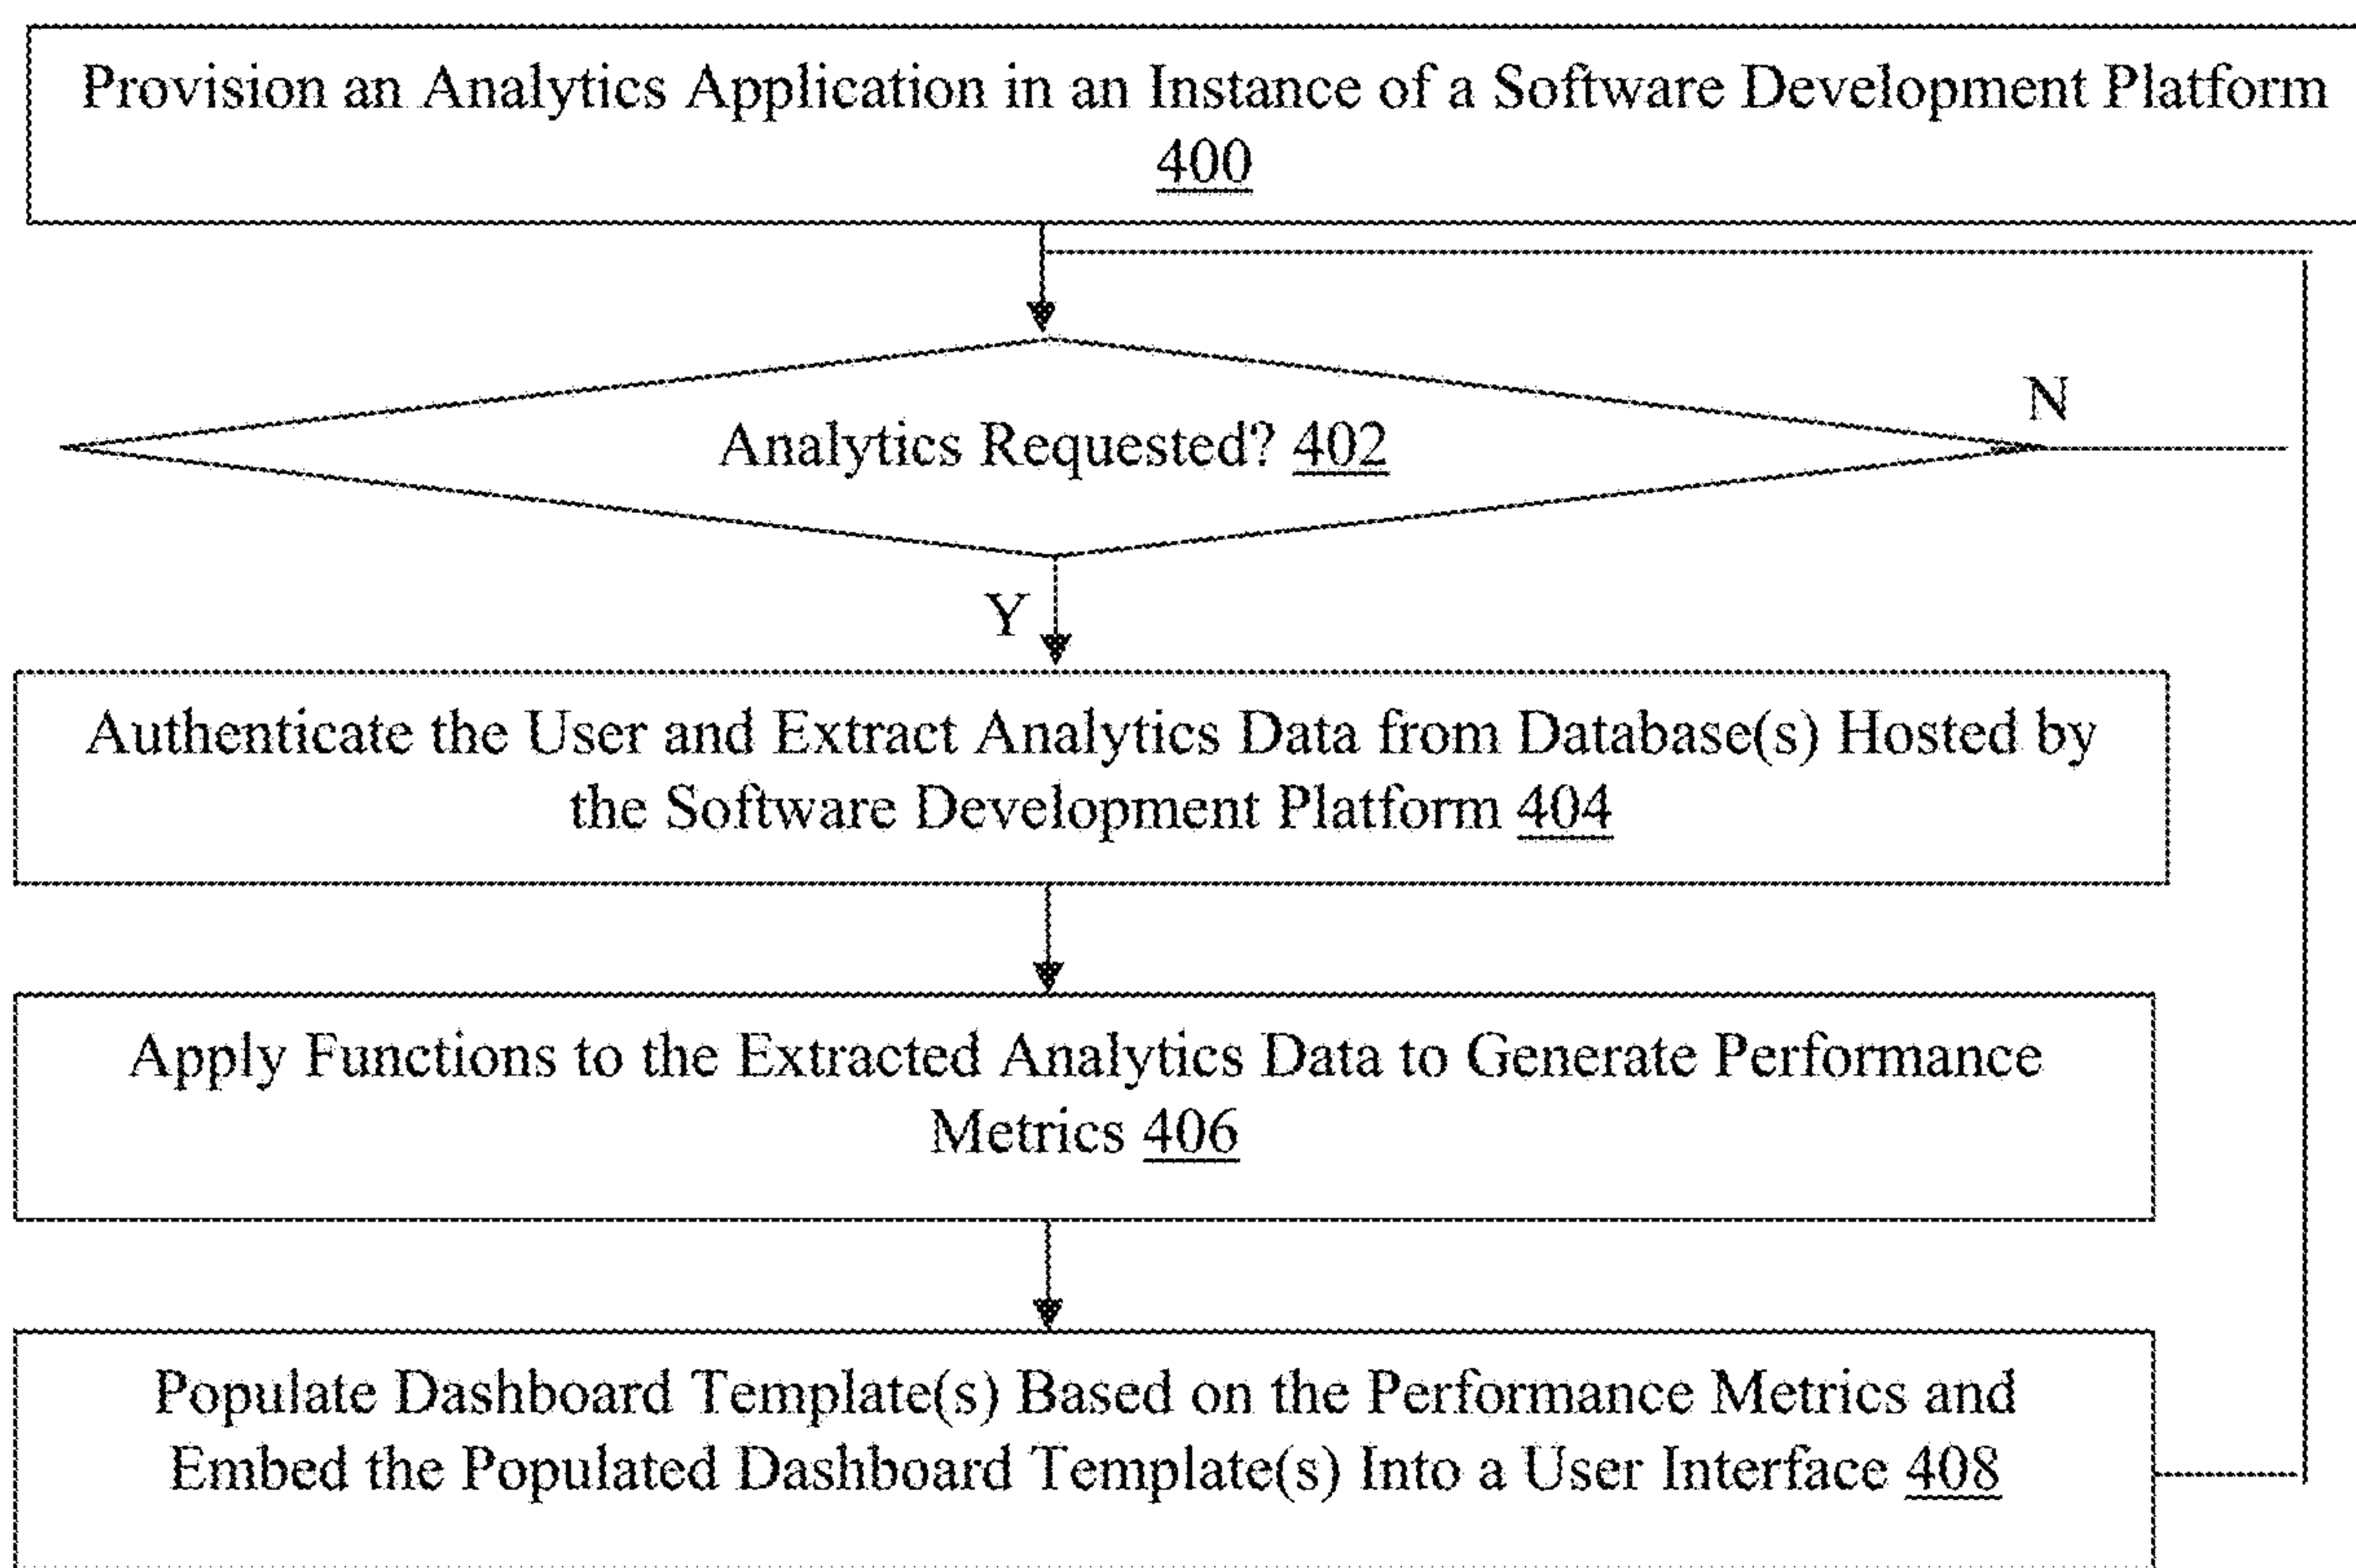 Provision an Analytics Application in an Instance of a Software Development Platform
400
N
Analytics Requested? 402
Y
Authenticate the User and Extract Analytics Data from Database(s) Hosted by
the Software Development Platform 404
Apply Functions to the Extracted Analytics Data to Generate Performance
Metrics 406
Populate Dashboard Template(s) Based on the Performance Metrics and
Embed the Populated Dashboard Template(s) Into a User Interface 408